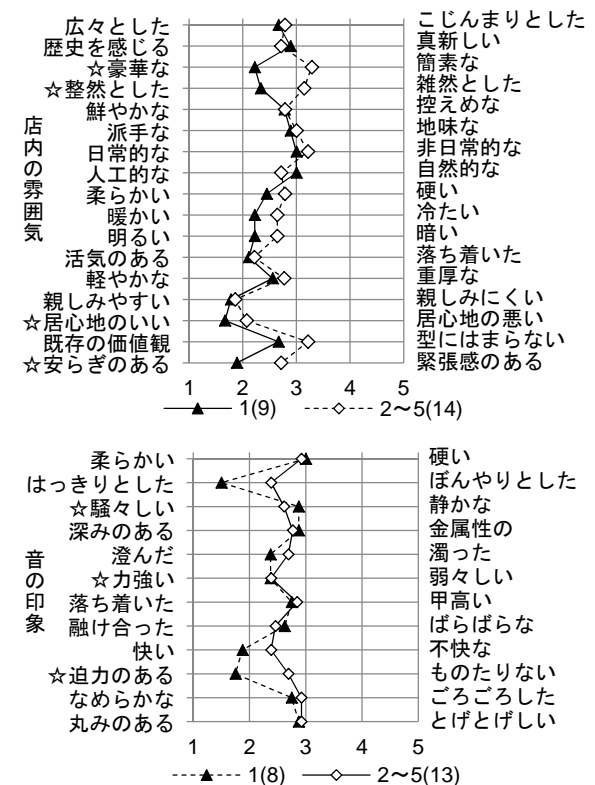 広々とした こじんまりとした
歴史を感じる 真新しい
☆豪華な 簡素な
☆整然とした 雑然とした
鮮やかな 控えめな
派手な 地味な
日常的な 非日常的な
人工的な 自然的な
柔らかい 硬い
暖かい 冷たい
明るい 暗い
活気のある 落ち着いた
軽やかな 重厚な
親しみやすい 親しみにくい
☆居心地のいい 居心地の悪い
既存の価値観 型にはまらない
☆安らぎのある 緊張感のある
店内の雰囲気
1 2 3 4 5
1(9) 2～5(14)
柔らかい 硬い
はっきりとした ぼんやりとした
☆騒々しい 静かな
深みのある 金属性の
澄んだ 濁った
☆力強い 弱々しい
落ち着いた 甲高い
融け合った ばらばらな
快い 不快な
☆迫力のある ものたりない
なめらかな ごろごろした
丸みのある とげとげしい
音の印象
1 2 3 4 5
1(8) 2～5(13)